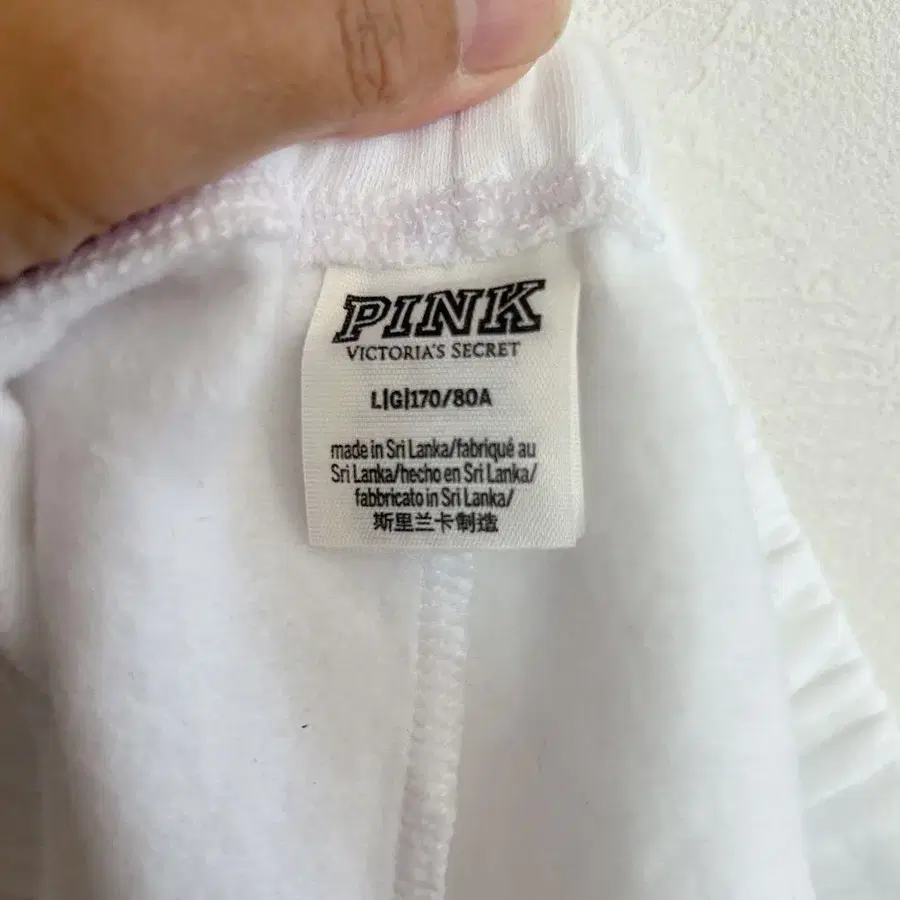 PINK
VICTORIA'S SECRET
L|G|170/80A
made in Sri Lanka/fabriqué au
Sri Lanka/hecho en Sri Lanka/
fabbricato in Sri Lanka/
斯里兰卡制造